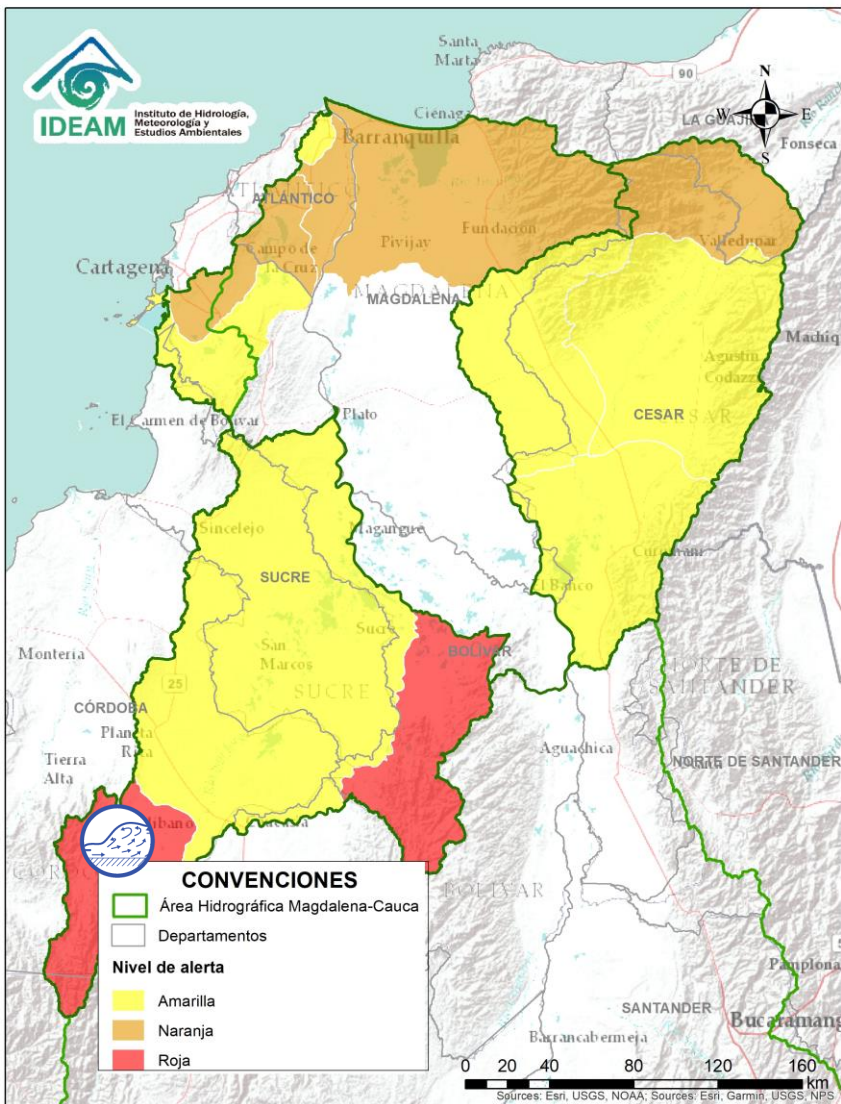 IDEAM
Instituto de Hidrología,
Meteorología y
Estudios Ambientales
Santa
Marta
90
N
W
E
S
Ciénaga
LA GUAJI
Fonseca
Barranquilla
ATLÁNTICO
Fundación
Pivijay
Valledupar
Campo de
la Cruz
Cartagena
MAGDALENA
Machiq
Agustín
Codazzi
CESAR
Plato
El Carmen de Bolívar
Sincelejo
Magangue
SUCRE
El Banco
Sucre
San
Marcos
BOLÍVAR
Montería
25
SUCRE
NORTE DE
SANTANDER
CÓRDOBA
Planeta
Rica
Tierra
Alta
Aguachica
NORTE DE SANTANDER
BOLÍVAR
CONVENCIONES
Área Hidrográfica Magdalena-Cauca
Departamentos
Nivel de alerta
Amarilla
Naranja
Roja
Pamplona
SANTANDER
Bucaramang
Barrancabermeja
0 20 40 80 120 160
km
Sources: Esri, USGS, NOAA; Sources: Esri, Garmin, USGS, NPS